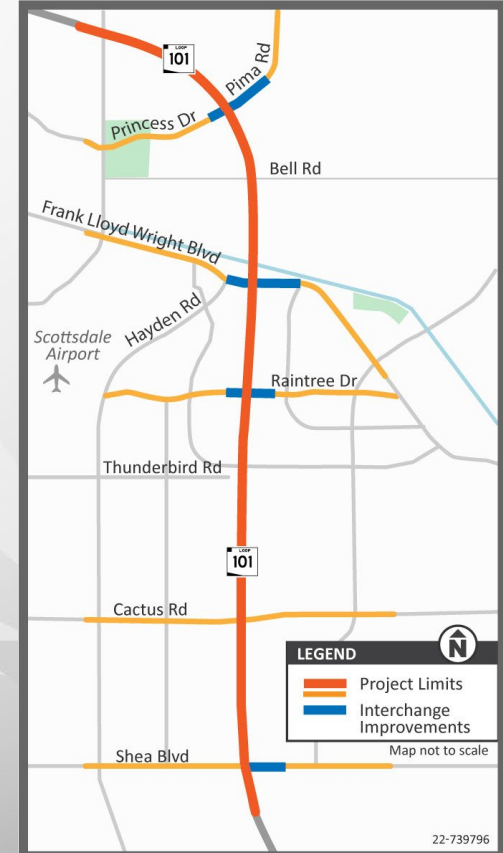 LOOP
101
Pima Rd
Princess Dr
Bell Rd
Frank Lloyd Wright Blvd
Hayden Rd
Scottsdale
Airport
Raintree Dr
Thunderbird Rd
LOOP
101
Cactus Rd
LEGEND
N
Project Limits
Interchange
Improvements
Map not to scale
Shea Blvd
22-739796